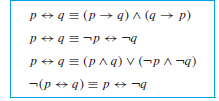 p ↔ q ≡ (p → q) ∧ (q → p)
p ↔ q ≡ ¬p ↔ ¬q
p ↔ q ≡ (p ∧ q) ∨ (¬p ∧ ¬q)
¬(p ↔ q) ≡ p ↔ ¬q